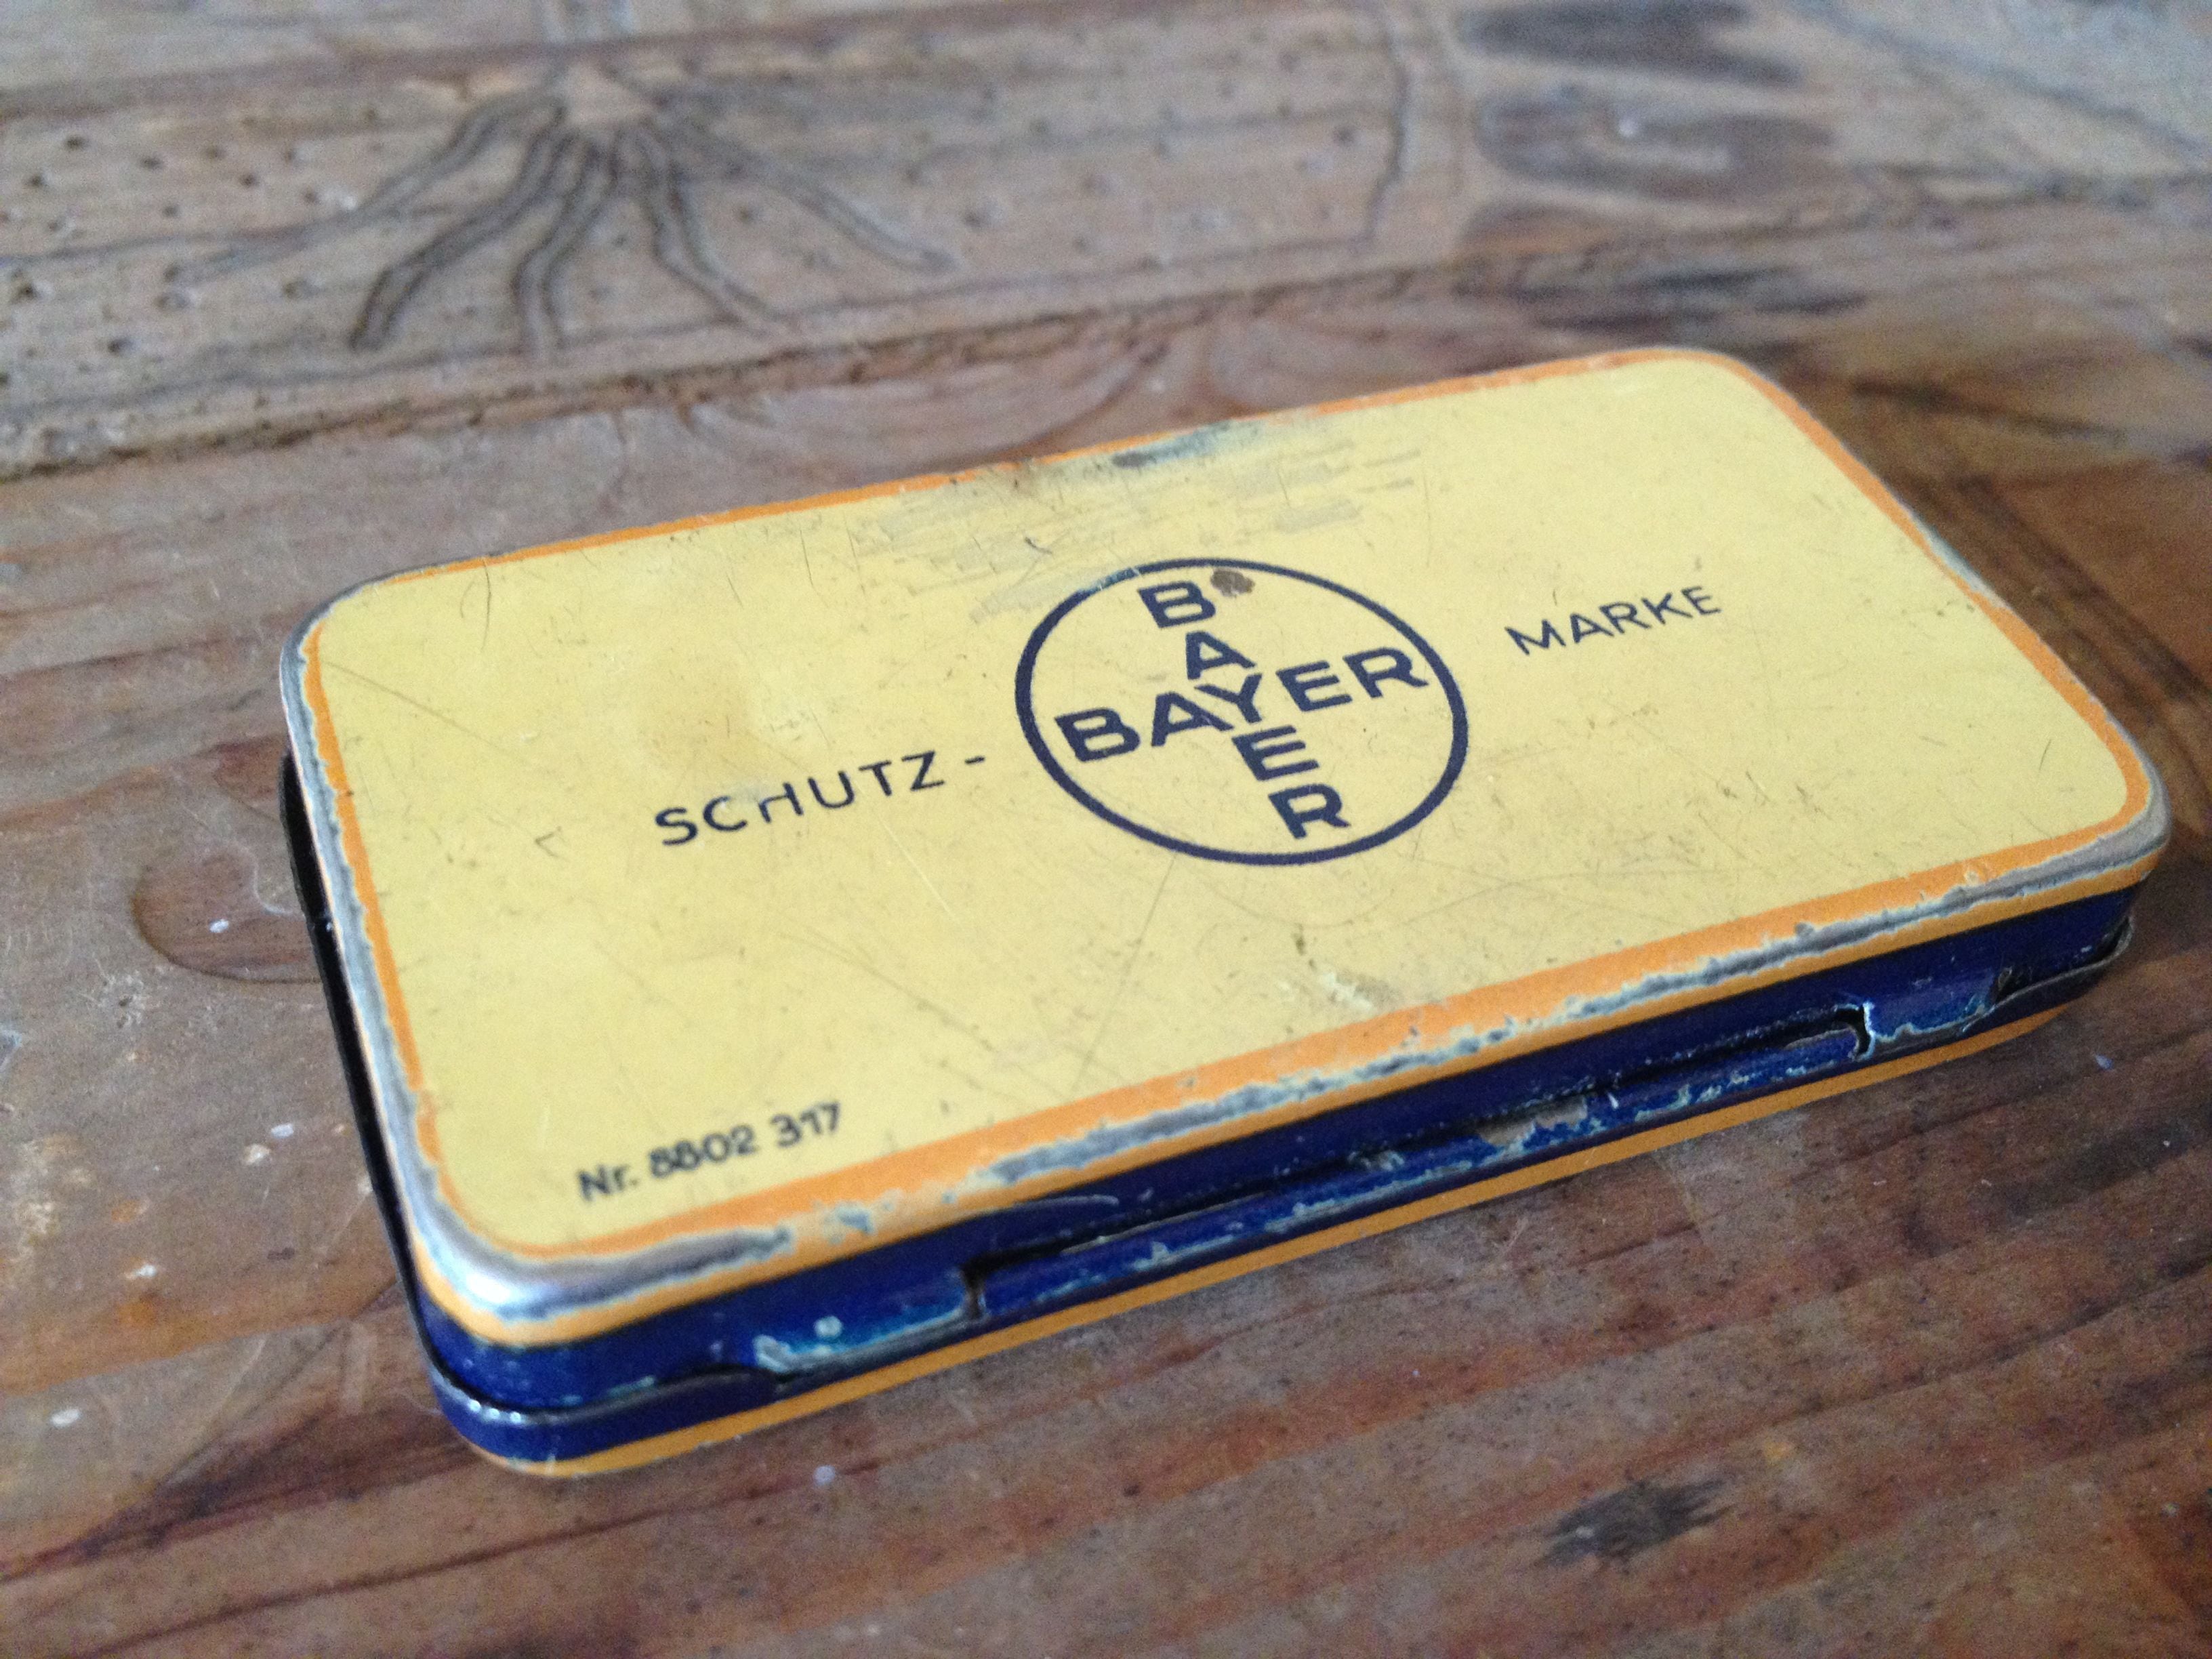 SCHUTZ-
B
A
BAYER
E
R
MARKE
Nr. 8802 317